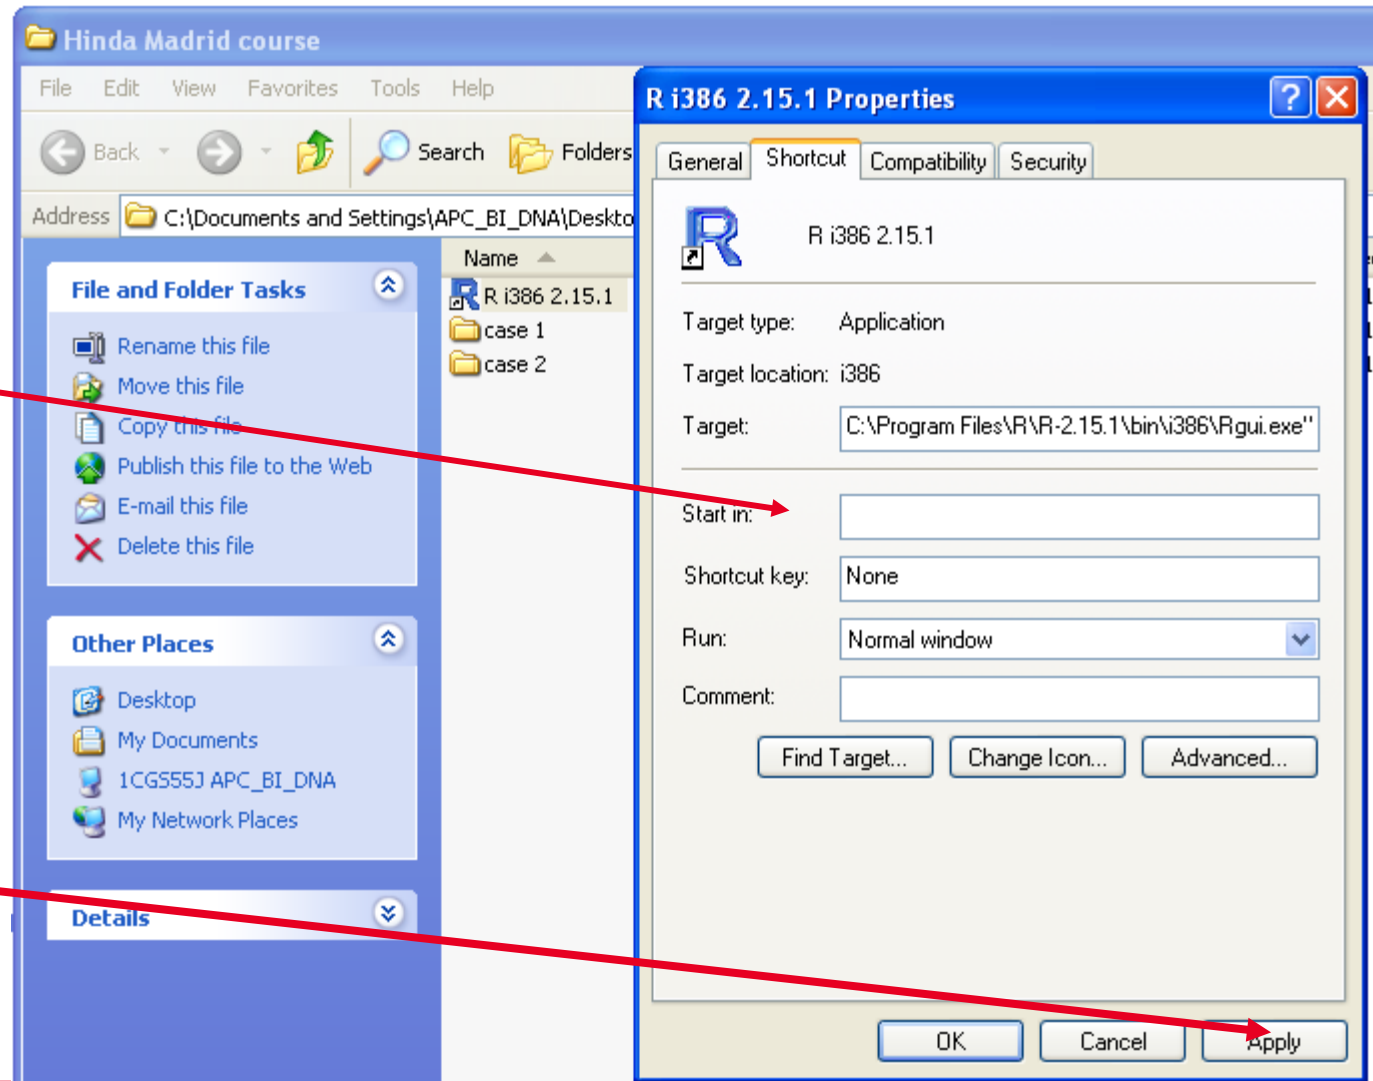 Hinda Madrid course
File Edit View Favorites Tools Help
Back Search Folders
Address C:\Documents and Settings\APC_BI_DNA\Deskto
File and Folder Tasks
Rename this file
Move this file
Copy this file
Publish this file to the Web
E-mail this file
Delete this file
Other Places
Desktop
My Documents
1CGS55J APC_BI_DNA
My Network Places
Details
Name
R i386 2.15.1
case 1
case 2
R i386 2.15.1 Properties
General Shortcut Compatibility Security
R i386 2.15.1
Target type: Application
Target location: i386
Target: C:\Program Files\R\R-2.15.1\bin\i386\Rgui.exe"
Start in:
Shortcut key: None
Run: Normal window
Comment:
Find Target... Change Icon... Advanced...
OK Cancel Apply